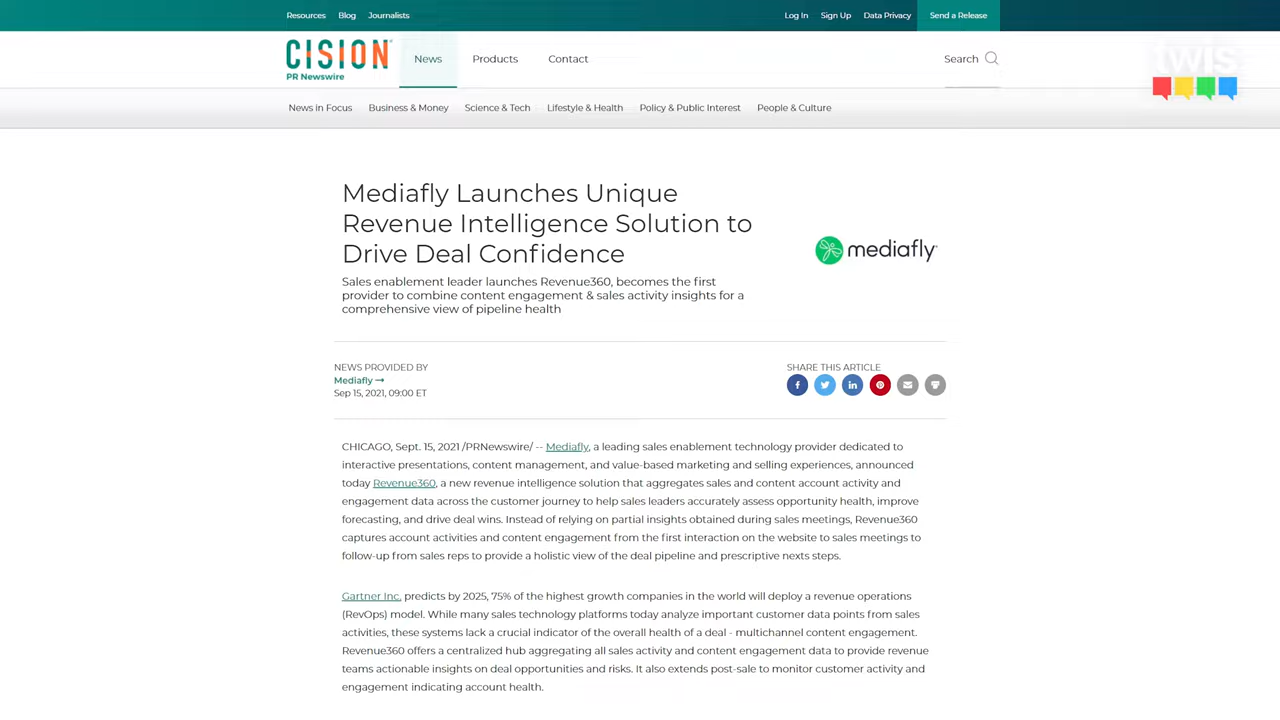 Resources Blog Journalists
Log In Sign Up Data Privacy Send a Release
CISION
PR Newswire
News Products Contact
Search
twis
News in Focus Business & Money Science & Tech Lifestyle & Health Policy & Public Interest People & Culture
Mediafly Launches Unique
Revenue Intelligence Solution to
Drive Deal Confidence
mediafly
Sales enablement leader launches Revenue360, becomes the first
provider to combine content engagement & sales activity insights for a
comprehensive view of pipeline health
NEWS PROVIDED BY
Mediafly
Sep 15, 2021, 09:00 ET
SHARE THIS ARTICLE
CHICAGO, Sept. 15, 2021 /PRNewswire/ -- Mediafly, a leading sales enablement technology provider dedicated to
interactive presentations, content management, and value-based marketing and selling experiences, announced
today Revenue360, a new revenue intelligence solution that aggregates sales and content account activity and
engagement data across the customer journey to help sales leaders accurately assess opportunity health, improve
forecasting, and drive deal wins. Instead of relying on partial insights obtained during sales meetings, Revenue360
captures account activities and content engagement from the first interaction on the website to sales meetings to
follow-up from sales reps to provide a holistic view of the deal pipeline and prescriptive nexts steps.
Gartner Inc. predicts by 2025, 75% of the highest growth companies in the world will deploy a revenue operations
(RevOps) model. While many sales technology platforms today analyze important customer data points from sales
activities, these systems lack a crucial indicator of the overall health of a deal - multichannel content engagement.
Revenue360 offers a centralized hub aggregating all sales activity and content engagement data to provide revenue
teams actionable insights on deal opportunities and risks. It also extends post-sale to monitor customer activity and
engagement indicating account health.